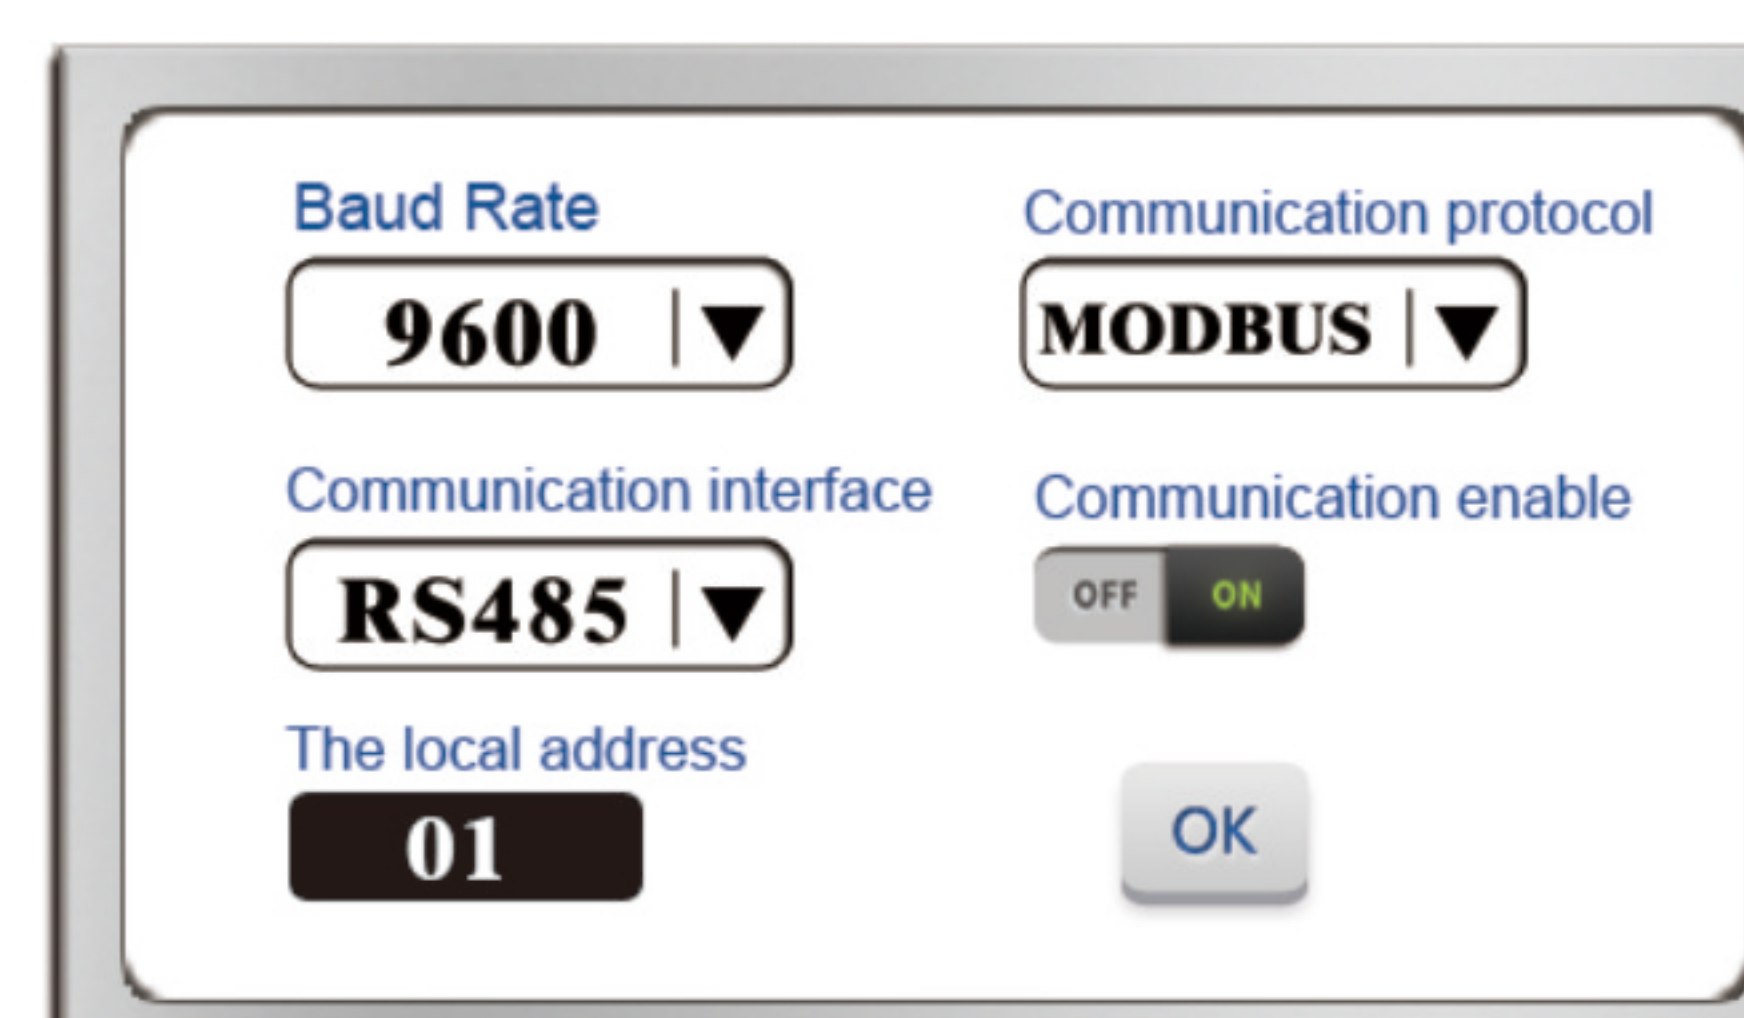 Baud Rate
Communication protocol
9600
MODBUS
Communication interface
Communication enable
RS485
OFF ON
The local address
01
OK